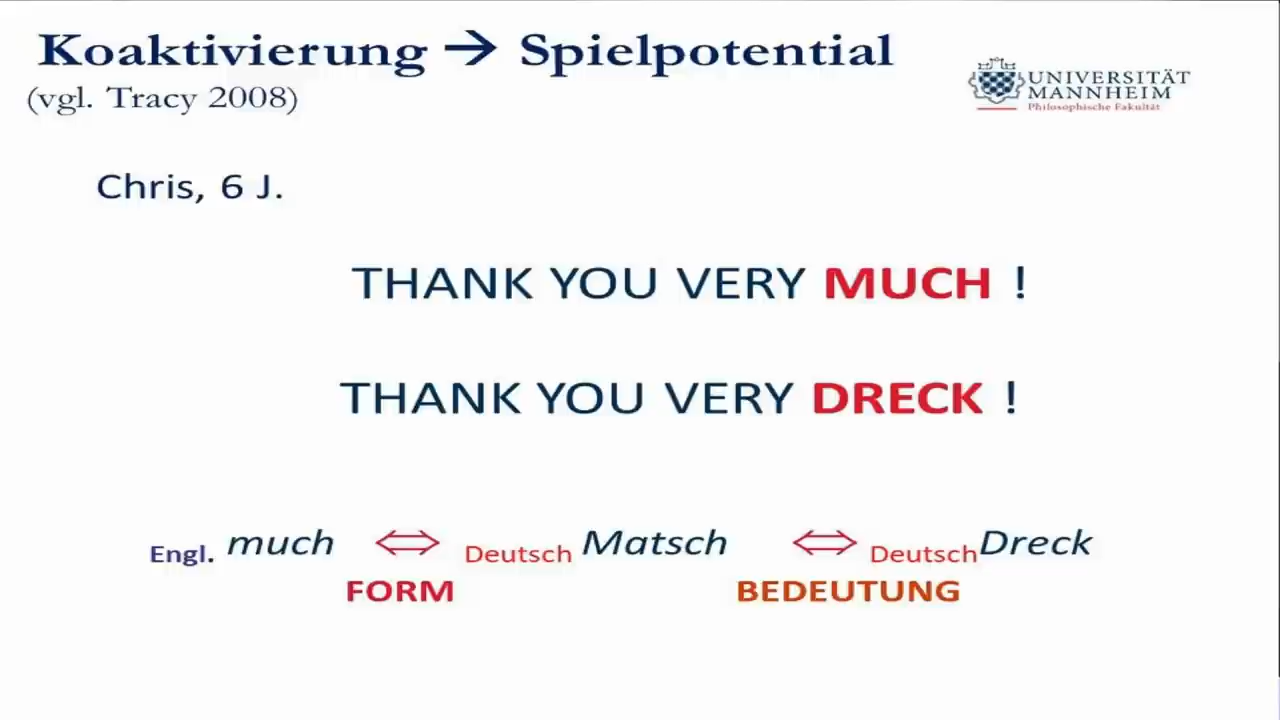 Koaktivierung → Spielpotential
(vgl. Tracy 2008)
UNIVERSITÄT
MANNHEIM
Philosophische Fakultät
Chris, 6 J.
THANK YOU VERY MUCH !
THANK YOU VERY DRECK !
Engl. much ⇔ Deutsch Matsch ⇔ Deutsch Dreck
FORM BEDEUTUNG